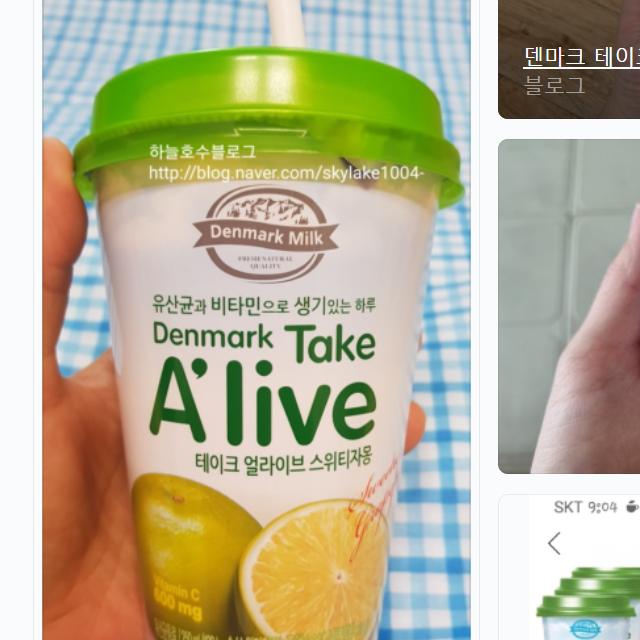 하늘호수블로그
http://blog.naver.com/skylake1004-
Denmark Milk
FRESH NATURAL
QUALITY
유산균과 비타민으로 생기있는 하루
Denmark Take
A'live
테이크 얼라이브 스위티자몽
Sweetie
Vitamin C
600 mg
덴마크 테이크
블로그
SKT 9:04